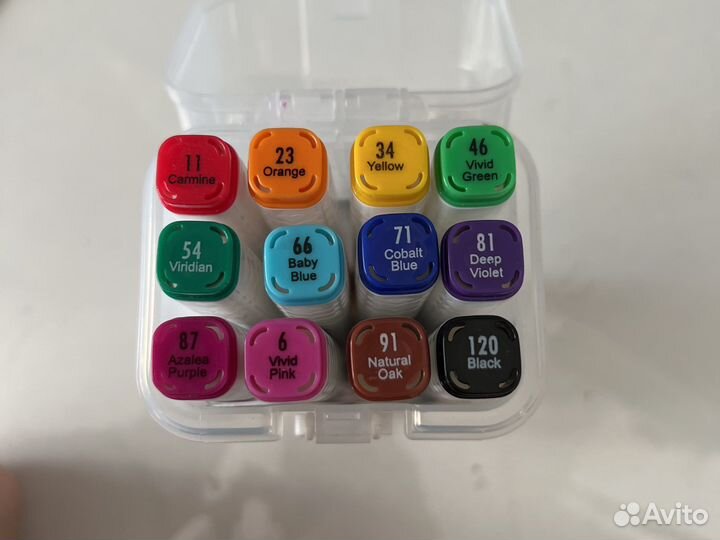 11
Carmine
23
Orange
34
Yellow
46
Vivid
Green
54
Viridian
66
Baby
Blue
71
Cobalt
Blue
81
Deep
Violet
87
Azalea
Purple
6
Vivid
Pink
91
Natural
Oak
120
Black
Avito